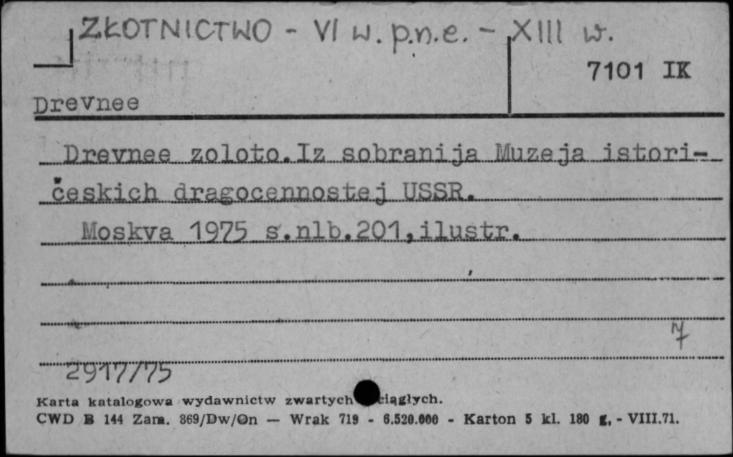 ZŁOTNICTWO - VI w. p.n.e. - XIII w.
7101 IK
Drevnee
Drevnee zoloto.Iz sobranija Muzeja istori-
českich dragocennostej USSR.
Moskva 1975 s.nlb.201,ilustr.
2917/75
Karta katalogowa wydawnictw zwartych ciągłych.
CWD B 144 Zam. 869/Dw/On — Wrak 719 - 6.520.000 - Karton 5 kl. 180 g, - VIII.71.